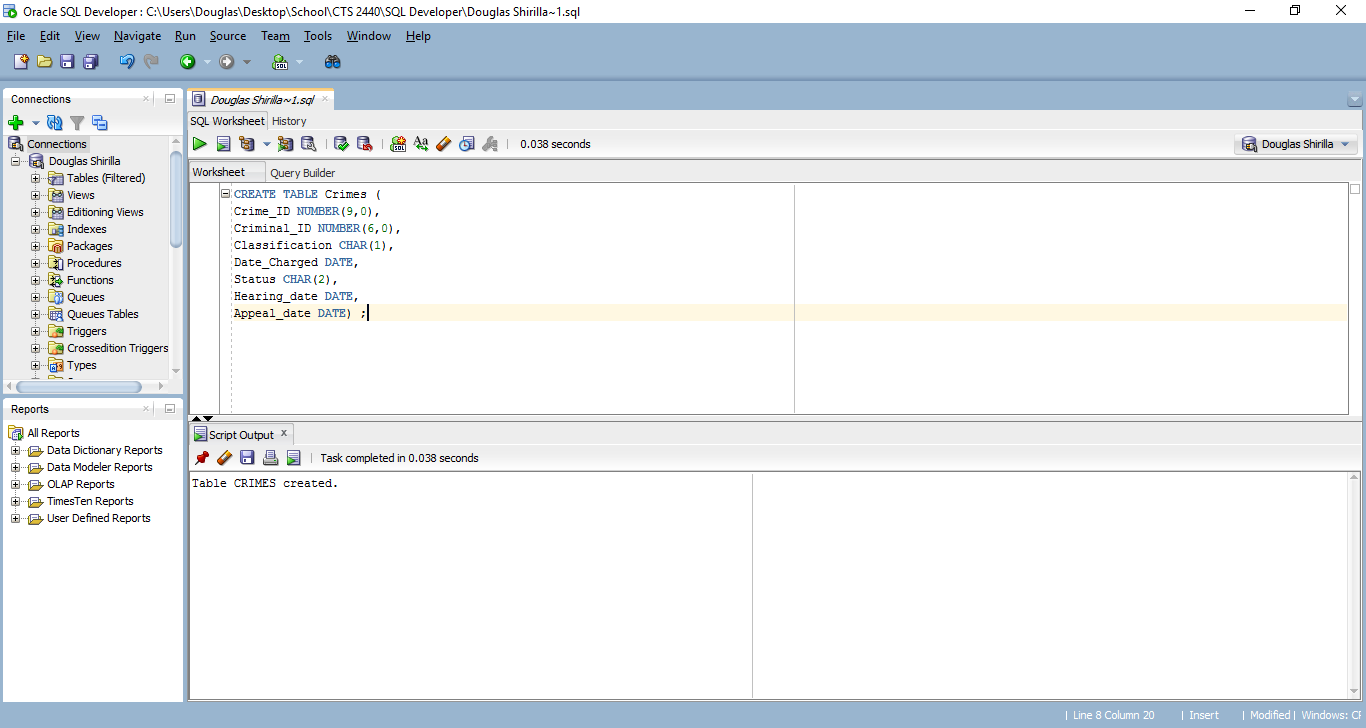 Oracle SQL Developer : C:\Users\Douglas\Desktop\School\CTS 2440\SQL Developer\Douglas Shirilla~1.sql
File Edit View Navigate Run Source Team Tools Window Help
SQL
Connections
Connections
Douglas Shirilla
Tables (Filtered)
Views
Editioning Views
Indexes
Packages
Procedures
Functions
Queues
Queues Tables
Triggers
Crossedition Triggers
Types
Reports
All Reports
Data Dictionary Reports
Data Modeler Reports
OLAP Reports
TimesTen Reports
User Defined Reports
Douglas Shirilla~1.sql
SQL Worksheet History
SQL Aa 0.038 seconds
Douglas Shirilla
Worksheet Query Builder
CREATE TABLE Crimes (
Crime_ID NUMBER(9,0),
Criminal_ID NUMBER(6,0),
Classification CHAR(1),
Date_Charged DATE,
Status CHAR(2),
Hearing_date DATE,
Appeal_date DATE) ;
Script Output x
Task completed in 0.038 seconds
Table CRIMES created.
Line 8 Column 20 | Insert | Modified | Windows: